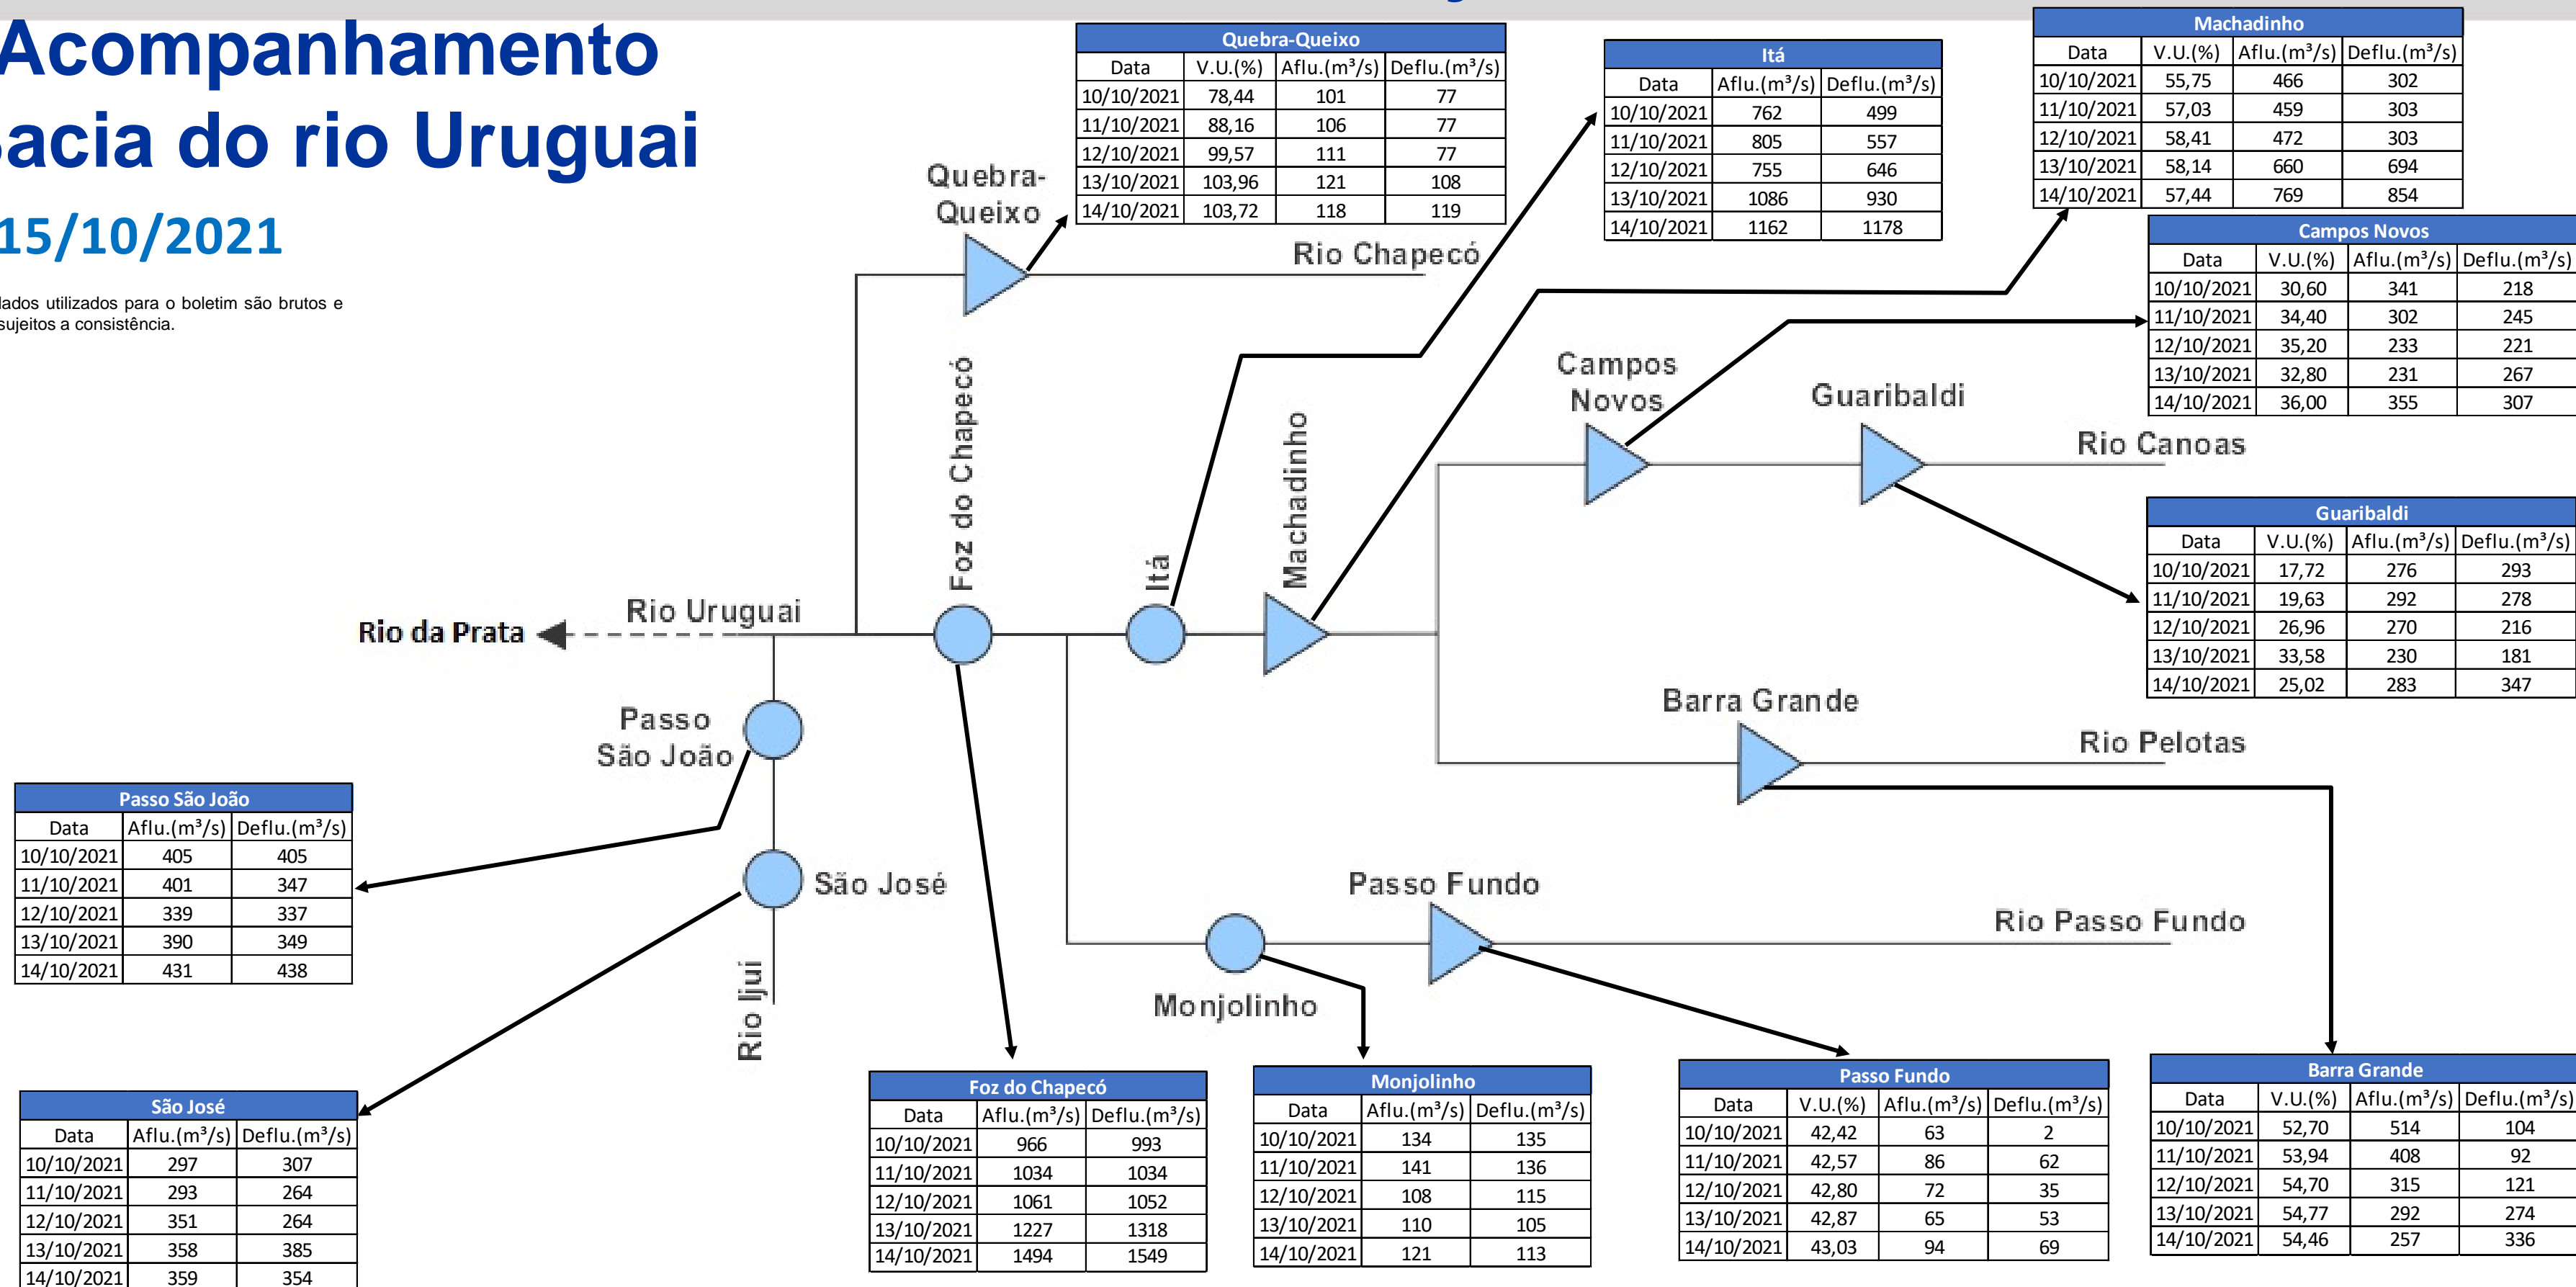 Acompanhamento
acia do rio Uruguai
15/10/2021
dados utilizados para o boletim são brutos e
sujeitos a consistência.
Quebra-Queixo
Data V.U.(%) Aflu.(m³/s) Deflu.(m³/s)
10/10/2021 78,44 101 77
11/10/2021 88,16 106 77
12/10/2021 99,57 111 77
13/10/2021 103,96 121 108
14/10/2021 103,72 118 119
Itá
Data Aflu.(m³/s) Deflu.(m³/s)
10/10/2021 762 499
11/10/2021 805 557
12/10/2021 755 646
13/10/2021 1086 930
14/10/2021 1162 1178
Machadinho
Data V.U.(%) Aflu.(m³/s) Deflu.(m³/s)
10/10/2021 55,75 466 302
11/10/2021 57,03 459 303
12/10/2021 58,41 472 303
13/10/2021 58,14 660 694
14/10/2021 57,44 769 854
Campos Novos
Data V.U.(%) Aflu.(m³/s) Deflu.(m³/s)
10/10/2021 30,60 341 218
11/10/2021 34,40 302 245
12/10/2021 35,20 233 221
13/10/2021 32,80 231 267
14/10/2021 36,00 355 307
Quebra-
Queixo
Rio Chapecó
Foz do Chapecó
Itá
Machadinho
Campos
Novos
Guaribaldi
Rio Canoas
Guaribaldi
Data V.U.(%) Aflu.(m³/s) Deflu.(m³/s)
10/10/2021 17,72 276 293
11/10/2021 19,63 292 278
12/10/2021 26,96 270 216
13/10/2021 33,58 230 181
14/10/2021 25,02 283 347
Rio Uruguai
Rio da Prata
Passo
São João
Barra Grande
Rio Pelotas
São José
Rio Ijuí
Passo Fundo
Rio Passo Fundo
Monjolinho
Passo São João
Data Aflu.(m³/s) Deflu.(m³/s)
10/10/2021 405 405
11/10/2021 401 347
12/10/2021 339 337
13/10/2021 390 349
14/10/2021 431 438
São José
Data Aflu.(m³/s) Deflu.(m³/s)
10/10/2021 297 307
11/10/2021 293 264
12/10/2021 351 264
13/10/2021 358 385
14/10/2021 359 354
Foz do Chapecó
Data Aflu.(m³/s) Deflu.(m³/s)
10/10/2021 966 993
11/10/2021 1034 1034
12/10/2021 1061 1052
13/10/2021 1227 1318
14/10/2021 1494 1549
Monjolinho
Data Aflu.(m³/s) Deflu.(m³/s)
10/10/2021 134 135
11/10/2021 141 136
12/10/2021 108 115
13/10/2021 110 105
14/10/2021 121 113
Passo Fundo
Data V.U.(%) Aflu.(m³/s) Deflu.(m³/s)
10/10/2021 42,42 63 2
11/10/2021 42,57 86 62
12/10/2021 42,80 72 35
13/10/2021 42,87 65 53
14/10/2021 43,03 94 69
Barra Grande
Data V.U.(%) Aflu.(m³/s) Deflu.(m³/s)
10/10/2021 52,70 514 104
11/10/2021 53,94 408 92
12/10/2021 54,70 315 121
13/10/2021 54,77 292 274
14/10/2021 54,46 257 336